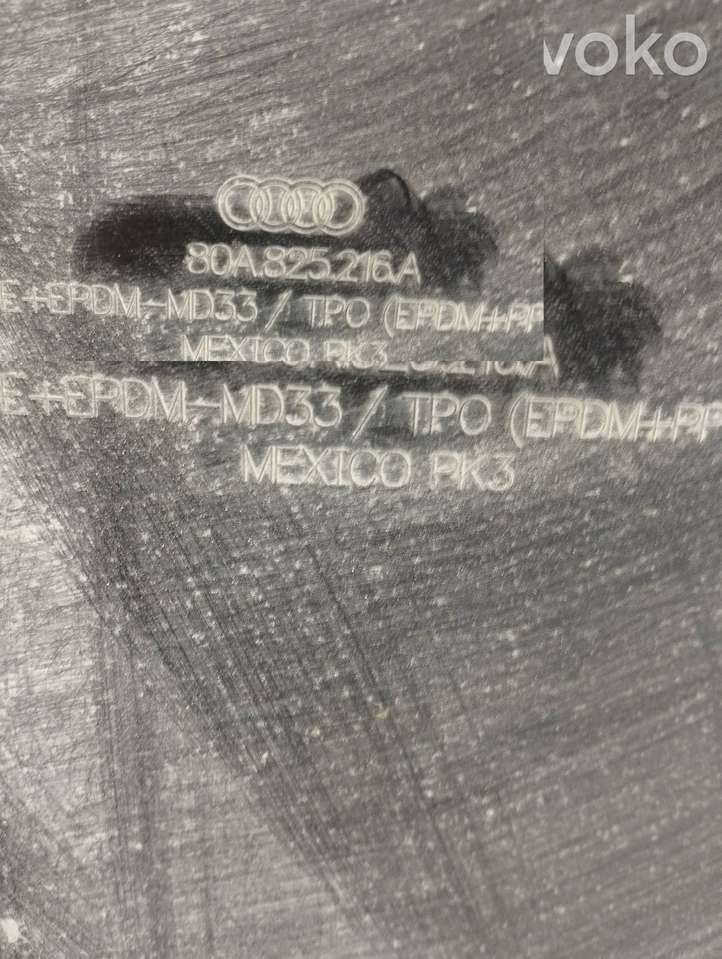 voko
80A.825.216.A
E+EPDM-MD33 / TPO (EPDM+PP
MEXICO PK3
E+EPDM-MD33 / TPO (EPDM+PP
MEXICO PK3